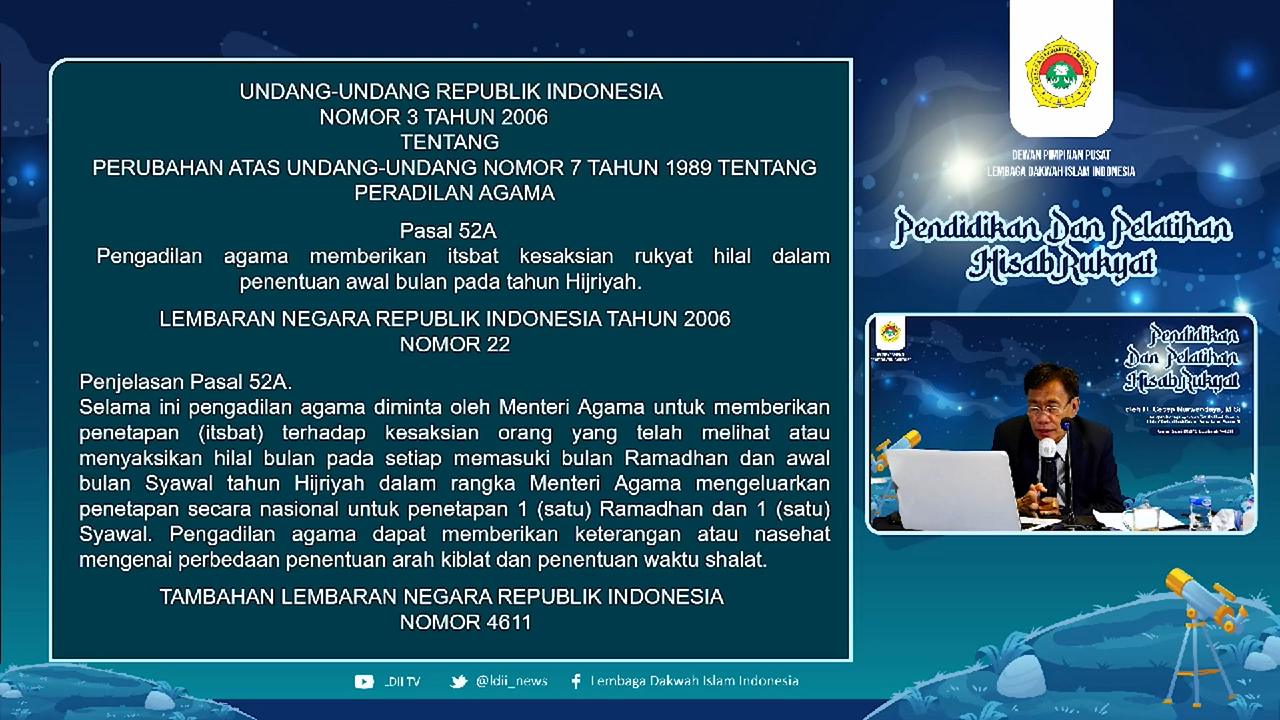 UNDANG-UNDANG REPUBLIK INDONESIA
NOMOR 3 TAHUN 2006
TENTANG
PERUBAHAN ATAS UNDANG-UNDANG NOMOR 7 TAHUN 1989 TENTANG
PERADILAN AGAMA
Pasal 52A
Pengadilan agama memberikan itsbat kesaksian rukyat hilal dalam
penentuan awal bulan pada tahun Hijriyah.
LEMBARAN NEGARA REPUBLIK INDONESIA TAHUN 2006
NOMOR 22
Penjelasan Pasal 52A.
Selama ini pengadilan agama diminta oleh Menteri Agama untuk memberikan
penetapan (itsbat) terhadap kesaksian orang yang telah melihat atau
menyaksikan hilal bulan pada setiap memasuki bulan Ramadhan dan awal
bulan Syawal tahun Hijriyah dalam rangka Menteri Agama mengeluarkan
penetapan secara nasional untuk penetapan 1 (satu) Ramadhan dan 1 (satu)
Syawal. Pengadilan agama dapat memberikan keterangan atau nasehat
mengenai perbedaan penentuan arah kiblat dan penentuan waktu shalat.
TAMBAHAN LEMBARAN NEGARA REPUBLIK INDONESIA
NOMOR 4611
DEWAN PIMPINAN PUSAT
LEMBAGA DAKWAH ISLAM INDONESIA
Pendidikan Dan Pelatihan
HisabRukyat
Pendidikan
Dan Pelatihan
HisabRukyat
LDII TV
@ldii_news
Lembaga Dakwah Islam Indonesia